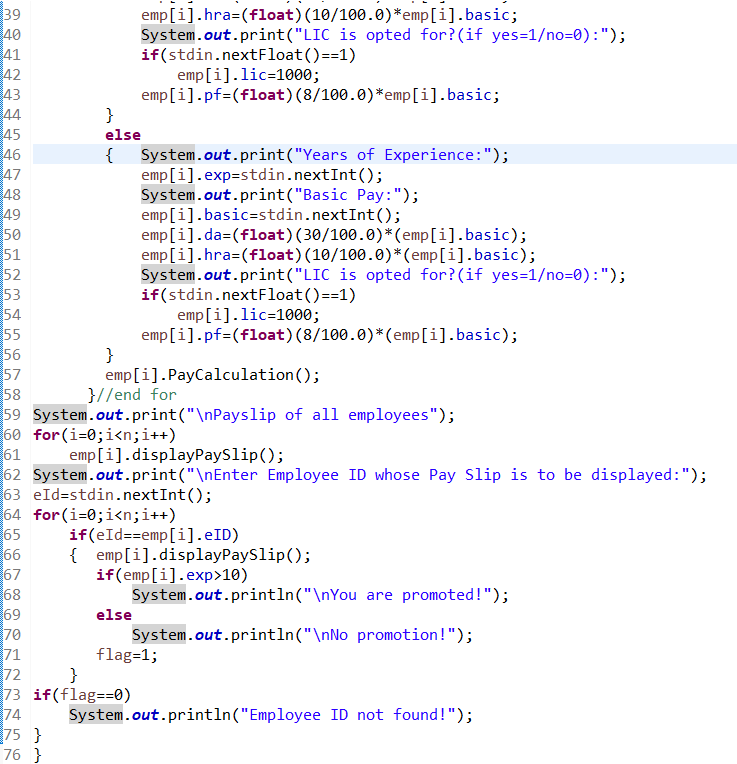 39 emp[i].hra=(float)(10/100.0)*emp[i].basic;
40 System.out.print("LIC is opted for?(if yes=1/no=0):");
41 if(stdin.nextFloat()==1)
42 emp[i].lic=1000;
43 emp[i].pf=(float)(8/100.0)*emp[i].basic;
44 }
45 else
46 { System.out.print("Years of Experience:");
47 emp[i].exp=stdin.nextInt();
48 System.out.print("Basic Pay:");
49 emp[i].basic=stdin.nextInt();
50 emp[i].da=(float)(30/100.0)*(emp[i].basic);
51 emp[i].hra=(float)(10/100.0)*(emp[i].basic);
52 System.out.print("LIC is opted for?(if yes=1/no=0):");
53 if(stdin.nextFloat()==1)
54 emp[i].lic=1000;
55 emp[i].pf=(float)(8/100.0)*(emp[i].basic);
56 }
57 emp[i].PayCalculation();
58 }//end for
59 System.out.print("\nPayslip of all employees");
60 for(i=0;i<n;i++)
61 emp[i].displayPaySlip();
62 System.out.print("\nEnter Employee ID whose Pay Slip is to be displayed:");
63 eId=stdin.nextInt();
64 for(i=0;i<n;i++)
65 if(eId==emp[i].eID)
66 { emp[i].displayPaySlip();
67 if(emp[i].exp>10)
68 System.out.println("\nYou are promoted!");
69 else
70 System.out.println("\nNo promotion!");
71 flag=1;
72 }
73 if(flag==0)
74 System.out.println("Employee ID not found!");
75 }
76 }